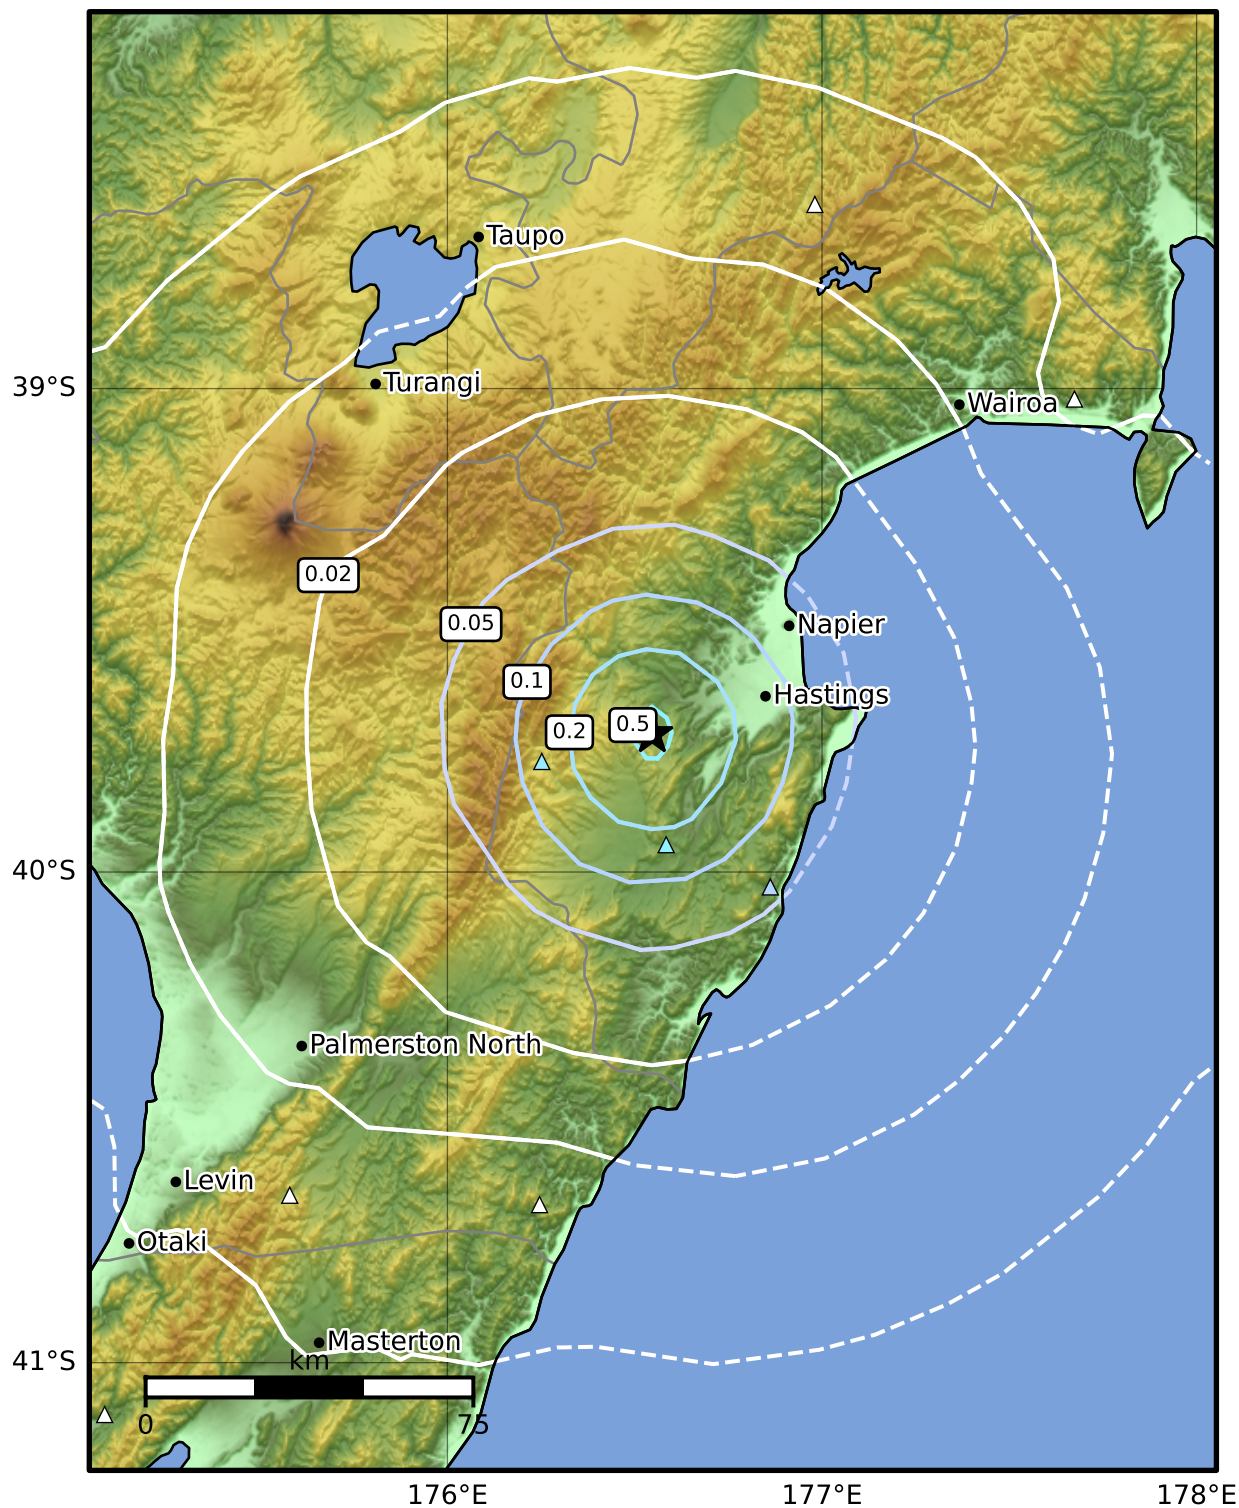 Taupo
39°S
Turangi
Wairoa
0.02
0.05
Napier
0.1
Hastings
0.2
0.5
40°S
Palmerston North
Levin
Otaki
Masterton
41°S
km
0
75
176°E
177°E
178°E